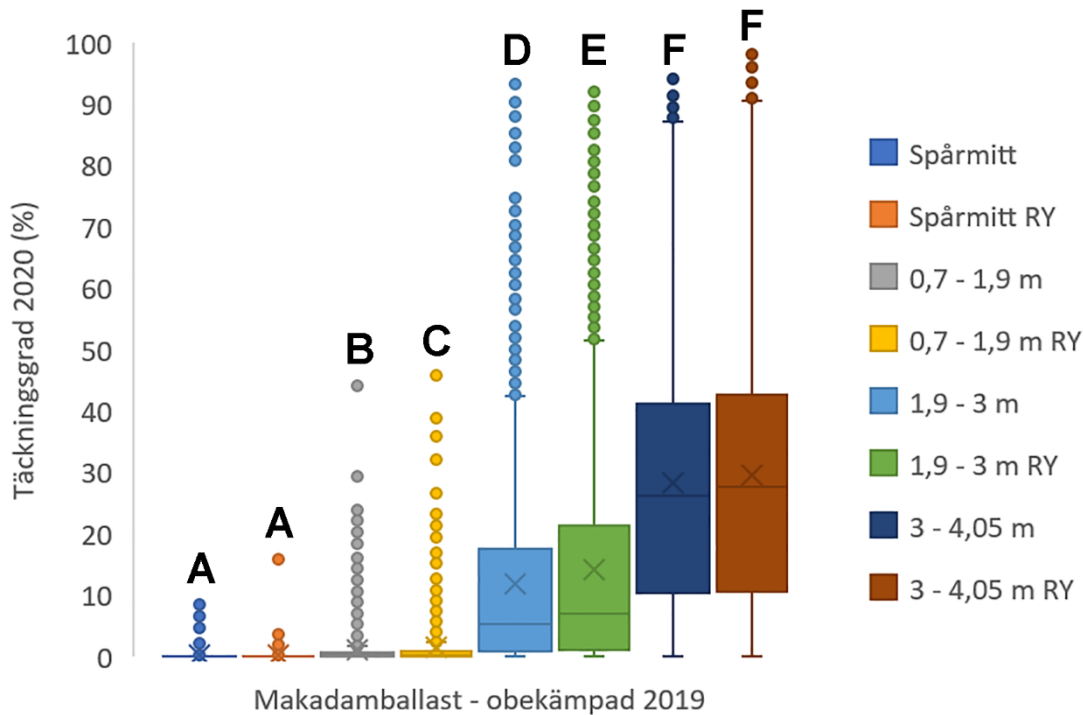 Täckningsgrad 2020 (%)
100
90
80
70
60
50
40
30
20
10
0
A
A
B
C
D
E
F
F
Makadamballast - obekämpad 2019
Spårmitt
Spårmitt RY
0,7 - 1,9 m
0,7 - 1,9 m RY
1,9 - 3 m
1,9 - 3 m RY
3 - 4,05 m
3 - 4,05 m RY